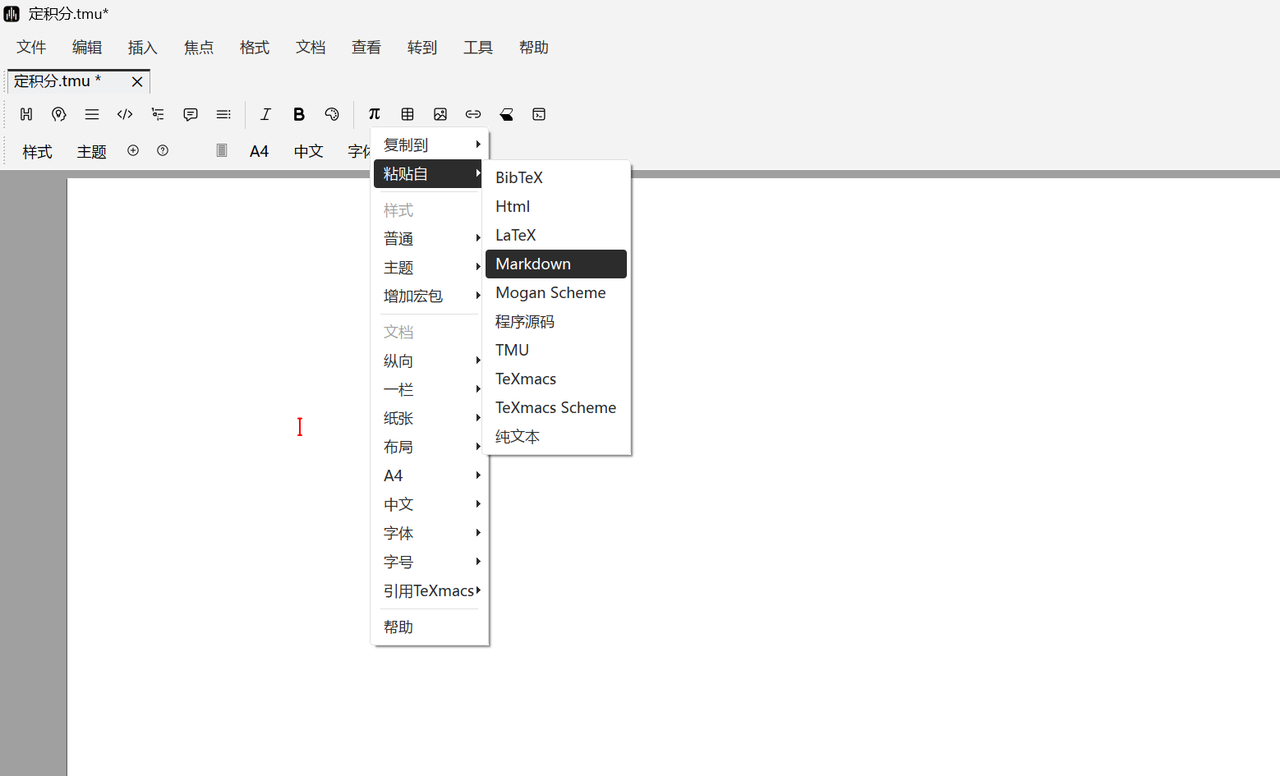 定积分.tmu*
文件 编辑 插入 焦点 格式 文档 查看 转到 工具 帮助
定积分.tmu *
样式 主题 A4 中文
复制到
粘贴自
样式
普通
主题
增加宏包
文档
纵向
一栏
纸张
布局
A4
中文
字体
字号
引用TeXmacs
帮助
BibTeX
Html
LaTeX
Markdown
Mogan Scheme
程序源码
TMU
TeXmacs
TeXmacs Scheme
纯文本